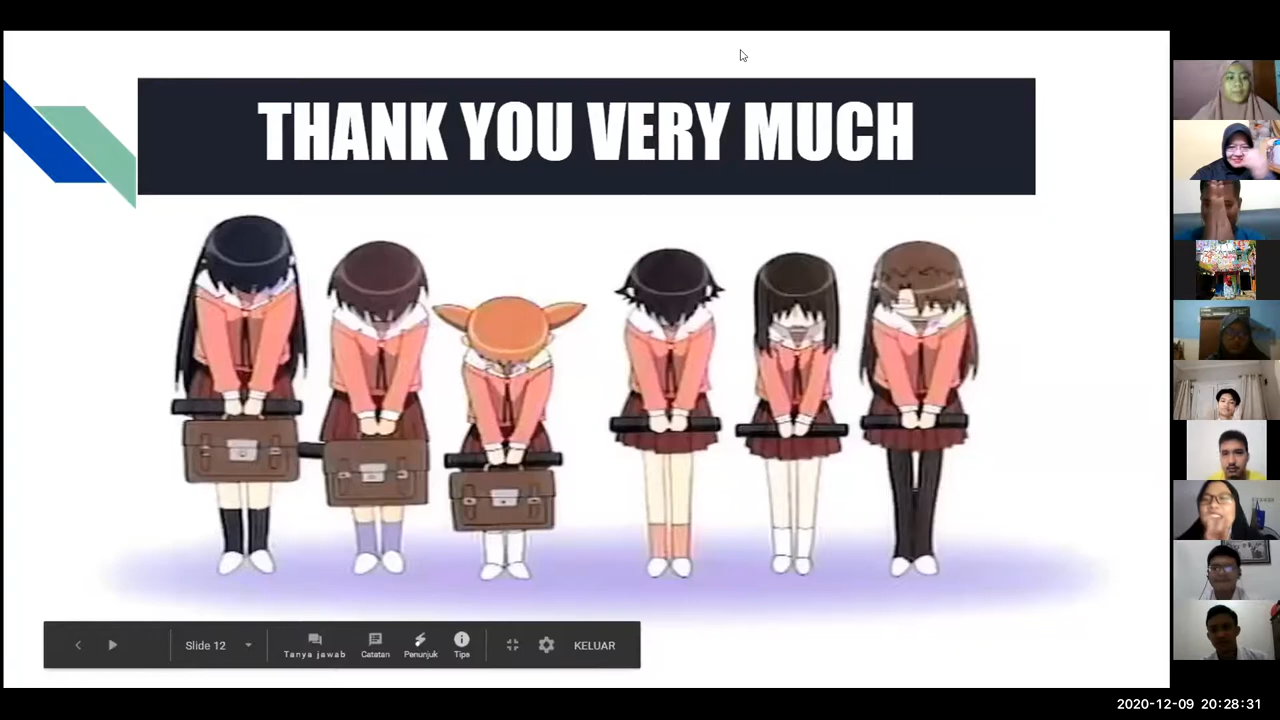 THANK YOU VERY MUCH
Slide 12
Tanya jawab
Catatan
Penunjuk
Tips
KELUAR
2020-12-09 20:28:31